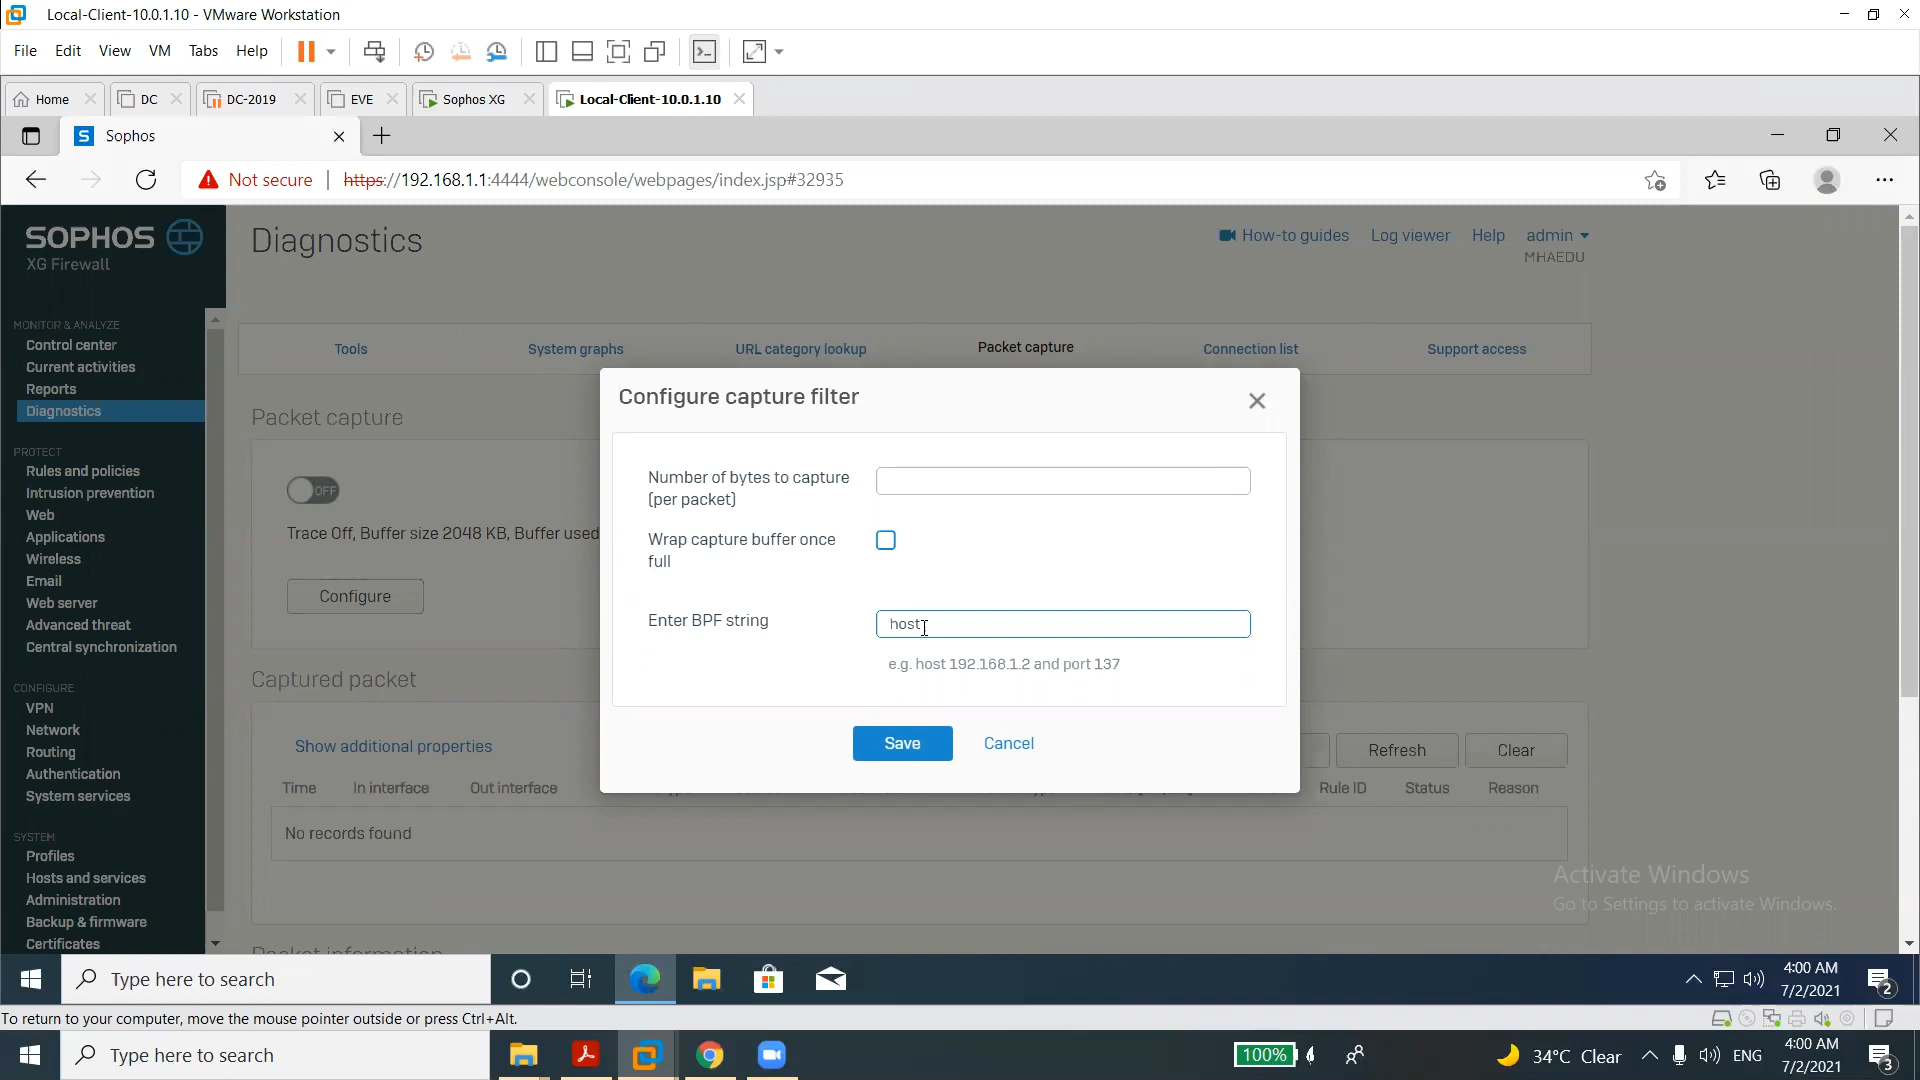 Local-Client-10.0.1.10 - VMware Workstation
File Edit View VM Tabs Help
Home DC DC-2019 EVE Sophos XG Local-Client-10.0.1.10
S Sophos
Not secure | https://192.168.1.1:4444/webconsole/webpages/index.jsp#32935
SOPHOS
XG Firewall
Diagnostics
How-to guides Log viewer Help admin
MHAEDU
MONITOR & ANALYZE
Control center
Current activities
Reports
Diagnostics
PROTECT
Rules and policies
Intrusion prevention
Web
Applications
Wireless
Email
Web server
Advanced threat
Central synchronization
CONFIGURE
VPN
Network
Routing
Authentication
System services
SYSTEM
Profiles
Hosts and services
Administration
Backup & firmware
Certificates
Tools System graphs URL category lookup Packet capture Connection list Support access
Packet capture
OFF
Trace Off, Buffer size 2048 KB, Buffer used
Configure
Configure capture filter
Number of bytes to capture
(per packet)
Wrap capture buffer once
full
Enter BPF string
host
e.g. host 192.168.1.2 and port 137
Save Cancel
Captured packet
Show additional properties
Refresh Clear
Time In interface Out interface Rule ID Status Reason
No records found
Packet information
Activate Windows
Go to Settings to activate Windows.
Type here to search
4:00 AM
7/2/2021
2
To return to your computer, move the mouse pointer outside or press Ctrl+Alt.
Type here to search
100%
34°C Clear
ENG
4:00 AM
7/2/2021
3